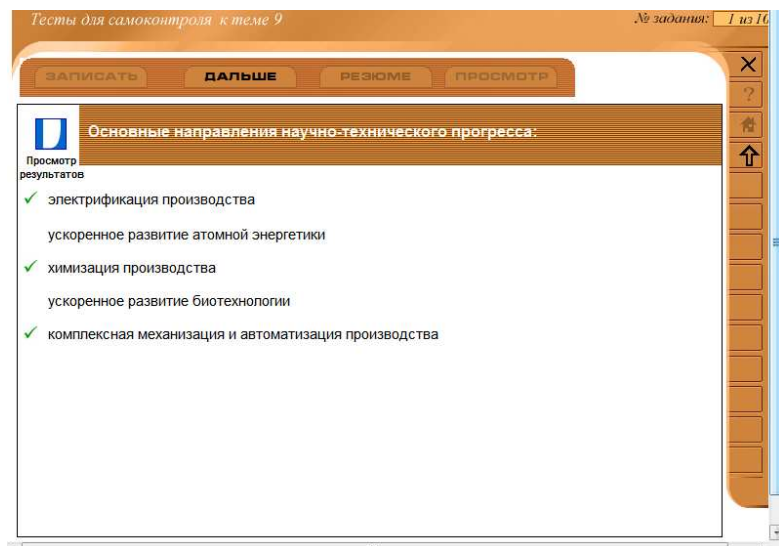 Тесты для самоконтроля к теме 9
№ задания: 1 из 10
ЗАПИСАТЬ ДАЛЬШЕ РЕЗЮМЕ ПРОСМОТР
Основные направления научно-технического прогресса:
Просмотр
результатов
электрификация производства
ускоренное развитие атомной энергетики
химизация производства
ускоренное развитие биотехнологии
комплексная механизация и автоматизация производства